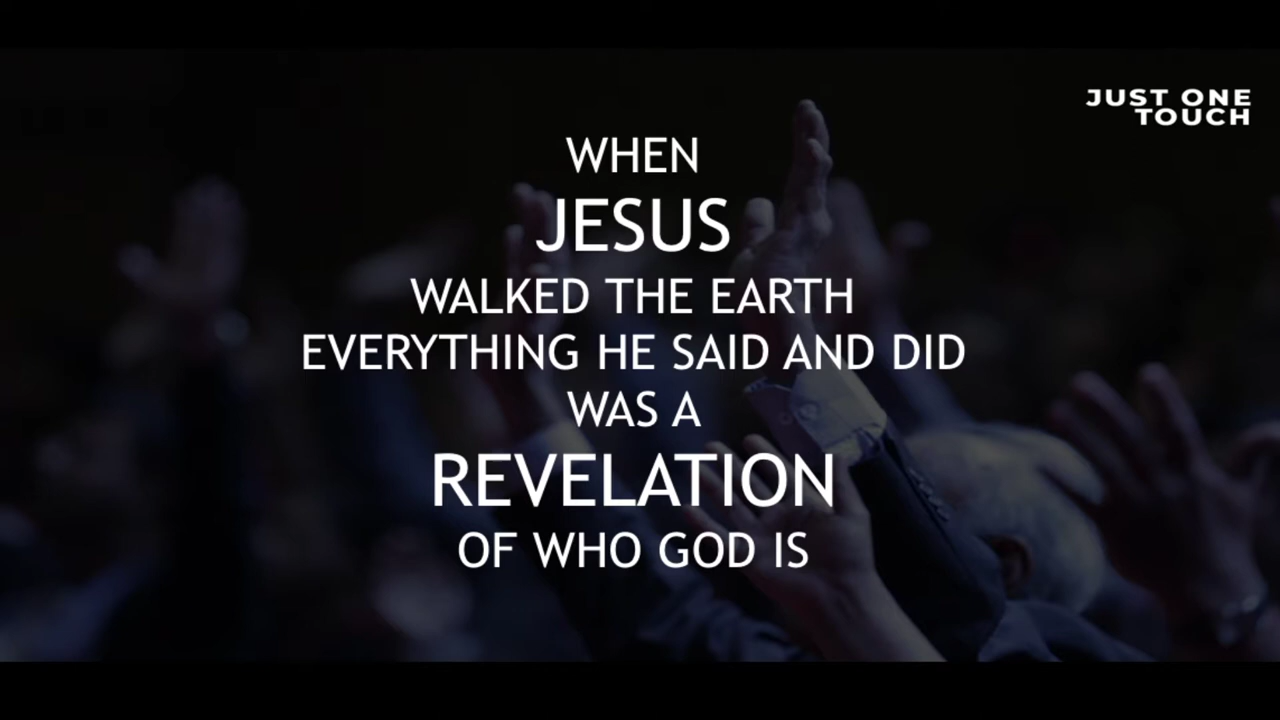 JUST ONE
TOUCH
WHEN
JESUS
WALKED THE EARTH
EVERYTHING HE SAID AND DID
WAS A
REVELATION
OF WHO GOD IS